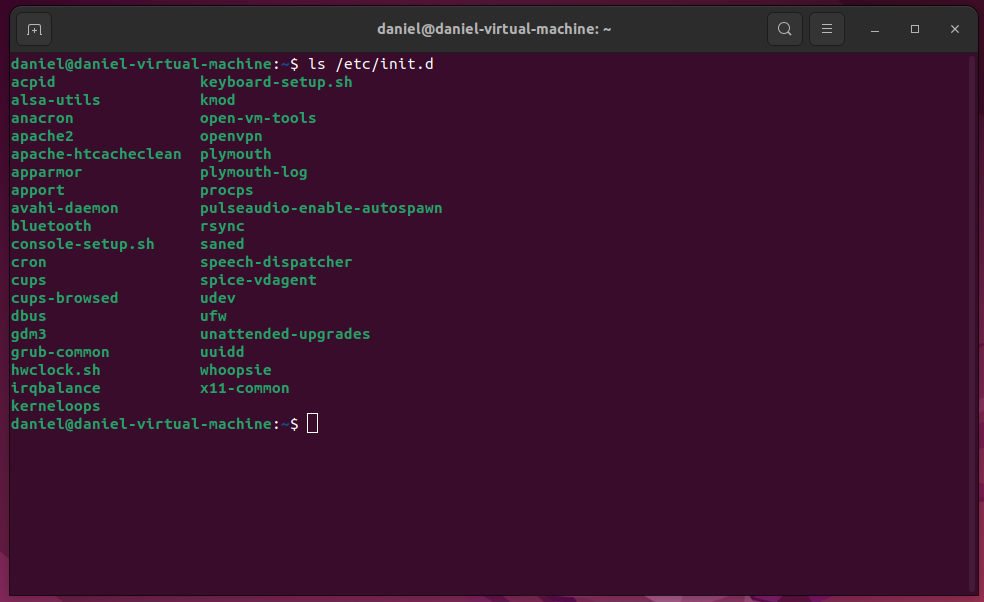 daniel@daniel-virtual-machine: ~
daniel@daniel-virtual-machine:~$ ls /etc/init.d
acpid keyboard-setup.sh
alsa-utils kmod
anacron open-vm-tools
apache2 openvpn
apache-htcacheclean plymouth
apparmor plymouth-log
apport procps
avahi-daemon pulseaudio-enable-autospawn
bluetooth rsync
console-setup.sh saned
cron speech-dispatcher
cups spice-vdagent
cups-browsed udev
dbus ufw
gdm3 unattended-upgrades
grub-common uuidd
hwclock.sh whoopsie
irqbalance x11-common
kerneloops
daniel@daniel-virtual-machine:~$